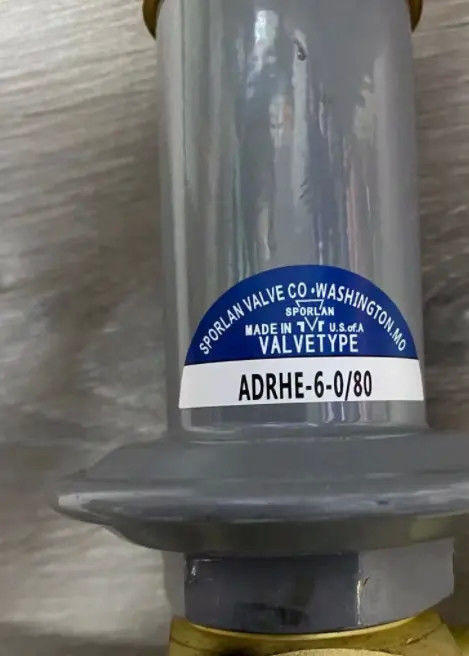 SPORLAN VALVE CO •WASHINGTON,MO
SPORLAN
MADE IN U.S.of.A
VALVETYPE
ADRHE-6-0/80